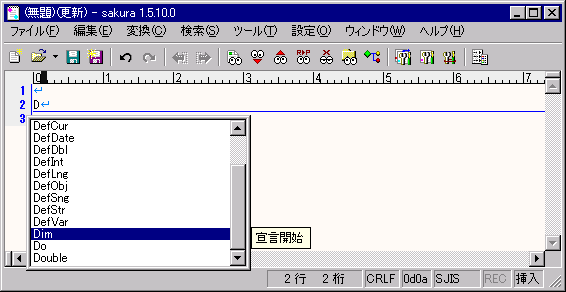 (無題)(更新) - sakura 1.5.10.0
ファイル(F) 編集(E) 変換(C) 検索(S) ツール(T) 設定(O) ウィンドウ(W) ヘルプ(H)
0 1 2 3 4 5 6 7
1
2 D
3
DefCur
DefDate
DefDbl
DefInt
DefLng
DefObj
DefSng
DefStr
DefVar
Dim
宣言開始
Do
Double
2 行 2 桁 CRLF 0d0a SJIS REC 挿入